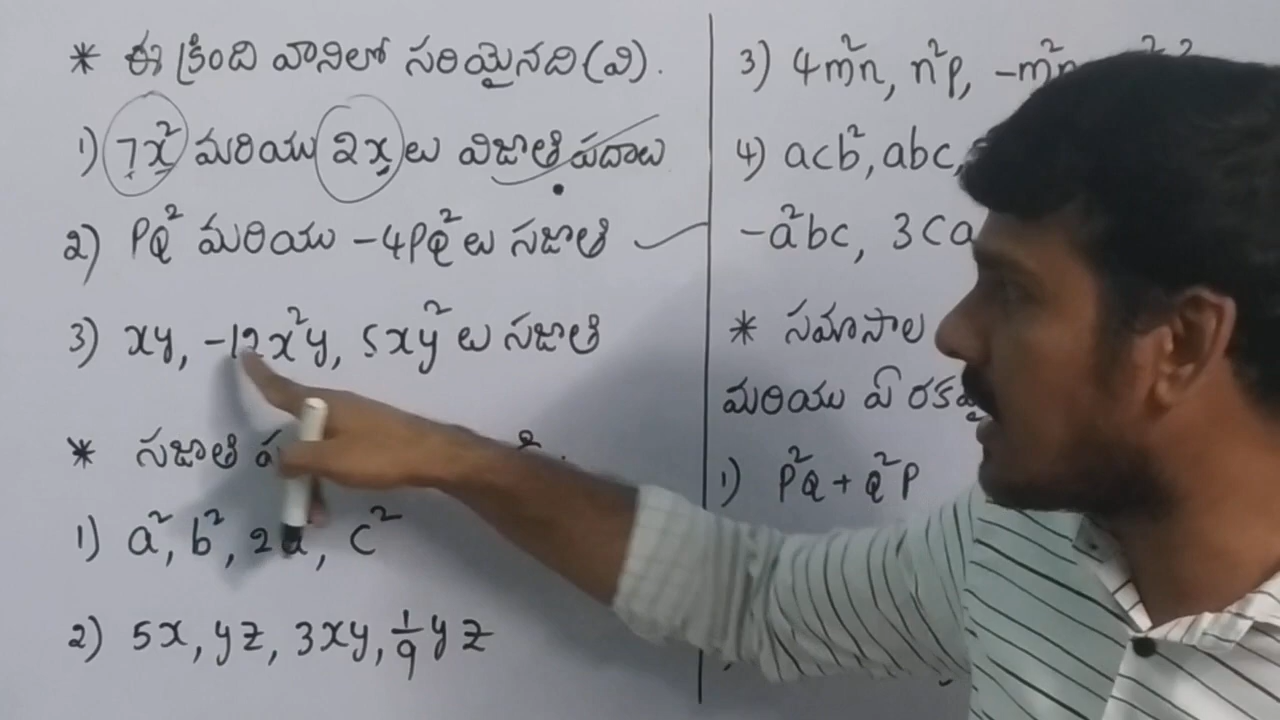 * ఈ క్రింది వానిలో సరియైనది(వి).
1) 7x² మరియు 2x లు విజాతి పదాలు
2) PQ² మరియు -4PQ² లు సజాతి
3) xy, -12x²y, 5xy² లు సజాతి
* సజాతి
1) a², b², 2a, c²
2) 5x, yz, 3xy, 1/9 yz
3) 4m²n, n²p, -m²n
4) acb², abc,
-a²bc, 3ca
* సమాసాల
మరియు ఏ
1) P²Q + Q²P